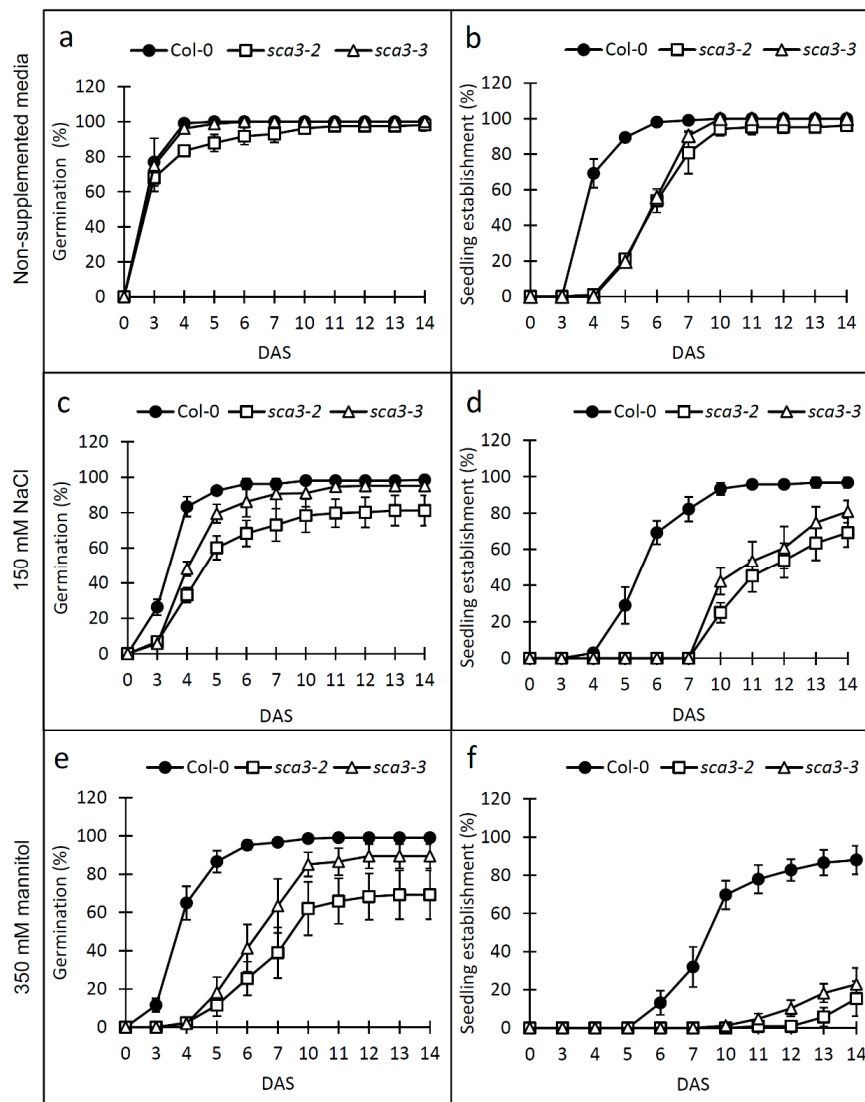 Non-supplemented media
a
Col-0 sca3-2 sca3-3
Germination (%)
120
100
80
60
40
20
0
0 3 4 5 6 7 10 11 12 13 14
DAS
b
Col-0 sca3-2 sca3-3
Seedling establishment (%)
120
100
80
60
40
20
0
0 3 4 5 6 7 10 11 12 13 14
DAS
150 mM NaCl
c
Col-0 sca3-2 sca3-3
Germination (%)
120
100
80
60
40
20
0
0 3 4 5 6 7 10 11 12 13 14
DAS
d
Col-0 sca3-2 sca3-3
Seedling establishment (%)
120
100
80
60
40
20
0
0 3 4 5 6 7 10 11 12 13 14
DAS
350 mM mannitol
e
Col-0 sca3-2 sca3-3
Germination (%)
120
100
80
60
40
20
0
0 3 4 5 6 7 10 11 12 13 14
DAS
f
Col-0 sca3-2 sca3-3
Seedling establishment (%)
120
100
80
60
40
20
0
0 3 4 5 6 7 10 11 12 13 14
DAS